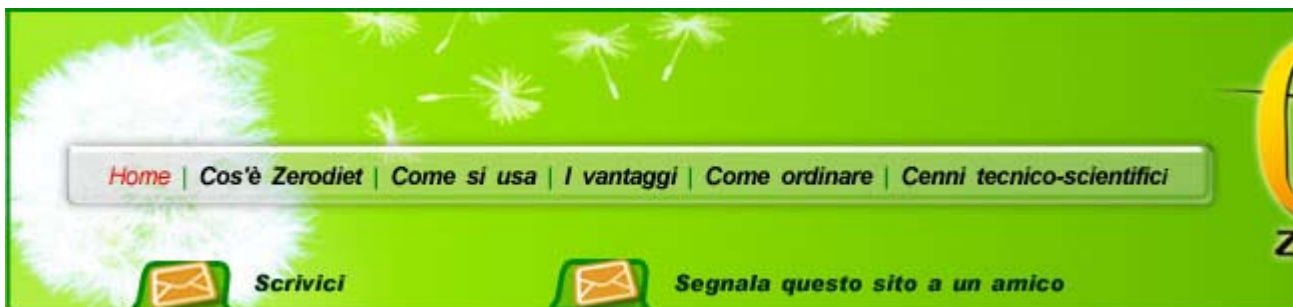 Home | Cos'è Zerodiet | Come si usa | I vantaggi | Come ordinare | Cenni tecnico-scientifici
Scrivici
Segnala questo sito a un amico